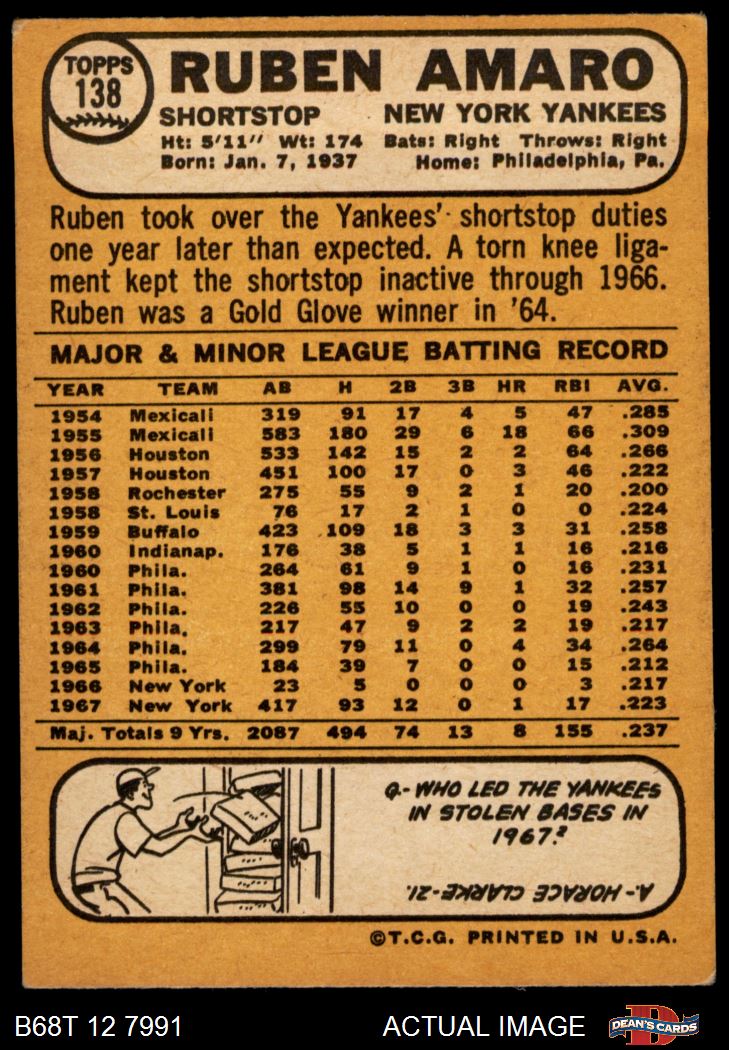 TOPPS
138
RUBEN AMARO
SHORTSTOP NEW YORK YANKEES
Ht: 5'11" Wt: 174 Bats: Right Throws: Right
Born: Jan. 7, 1937 Home: Philadelphia, Pa.
Ruben took over the Yankees' shortstop duties
one year later than expected. A torn knee liga-
ment kept the shortstop inactive through 1966.
Ruben was a Gold Glove winner in '64.
MAJOR & MINOR LEAGUE BATTING RECORD
YEAR TEAM AB H 2B 3B HR RBI AVG.
1954 Mexicali 319 91 17 4 5 47 .285
1955 Mexicali 583 180 29 6 18 66 .309
1956 Houston 533 142 15 2 2 64 .266
1957 Houston 451 100 17 0 3 46 .222
1958 Rochester 275 55 9 2 1 20 .200
1958 St. Louis 76 17 2 1 0 0 .224
1959 Buffalo 423 109 18 3 3 31 .258
1960 Indianap. 176 38 5 1 1 16 .216
1960 Phila. 264 61 9 1 0 16 .231
1961 Phila. 381 98 14 9 1 32 .257
1962 Phila. 226 55 10 0 0 19 .243
1963 Phila. 217 47 9 2 2 19 .217
1964 Phila. 299 79 11 0 4 34 .264
1965 Phila. 184 39 7 0 0 15 .212
1966 New York 23 5 0 0 0 3 .217
1967 New York 417 93 12 0 1 17 .223
Maj. Totals 9 Yrs. 2087 494 74 13 8 155 .237
Q.- WHO LED THE YANKEES
IN STOLEN BASES IN
1967?
A.- HORACE CLARKE-21.
©T.C.G. PRINTED IN U.S.A.
B68T 12 7991 ACTUAL IMAGE
D
DEAN'S CARDS